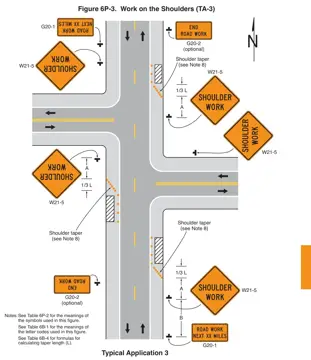 Figure 6P-3. Work on the Shoulders (TA-3)
G20-1
ROAD WORK
NEXT XX MILES
END
ROAD WORK
G20-2
(optional)
N
W21-5
SHOULDER
WORK
Shoulder taper
(see Note 8)
W21-5
1/3 L
A
SHOULDER
WORK
SHOULDER
WORK
W21-5
SHOULDER
WORK
A
1/3 L
W21-5
Shoulder taper
(see Note 8)
Shoulder taper
(see Note 8)
END
ROAD WORK
G20-2
(optional)
1/3 L
A
SHOULDER
WORK
W21-5
B
ROAD WORK
NEXT XX MILES
G20-1
Notes: See Table 6P-2 for the meanings of
the symbols used in this figure.
See Table 6B-1 for the meanings of
the letter codes used in this figure.
See Table 6B-4 for formulas for
calculating taper length (L).
Typical Application 3